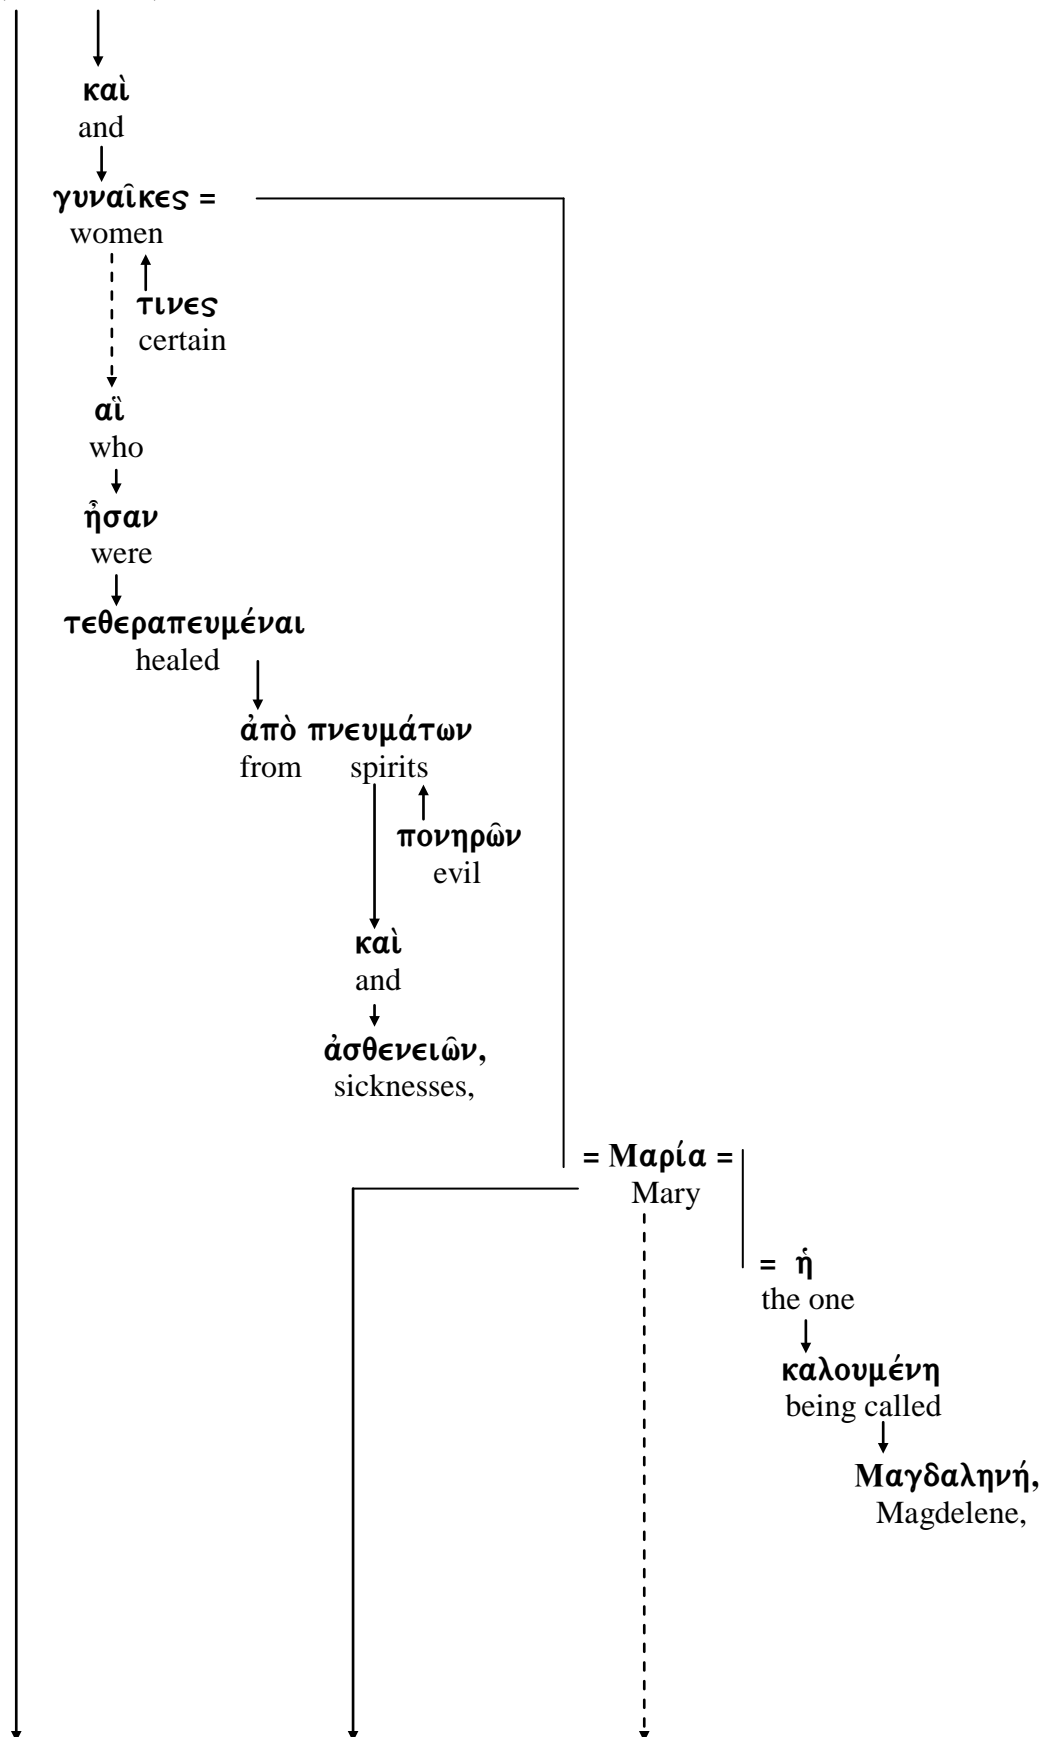 καὶ
and
γυναῖκες =
women
τινες
certain
αἳ
who
ἦσαν
were
τεθεραπευμέναι
healed
ἀπὸ πνευμάτων
from spirits
πονηρῶν
evil
καὶ
and
ἀσθενειῶν,
sicknesses,
= Μαρία =
Mary
= ἡ
the one
καλουμένη
being called
Μαγδαληνή,
Magdelene,